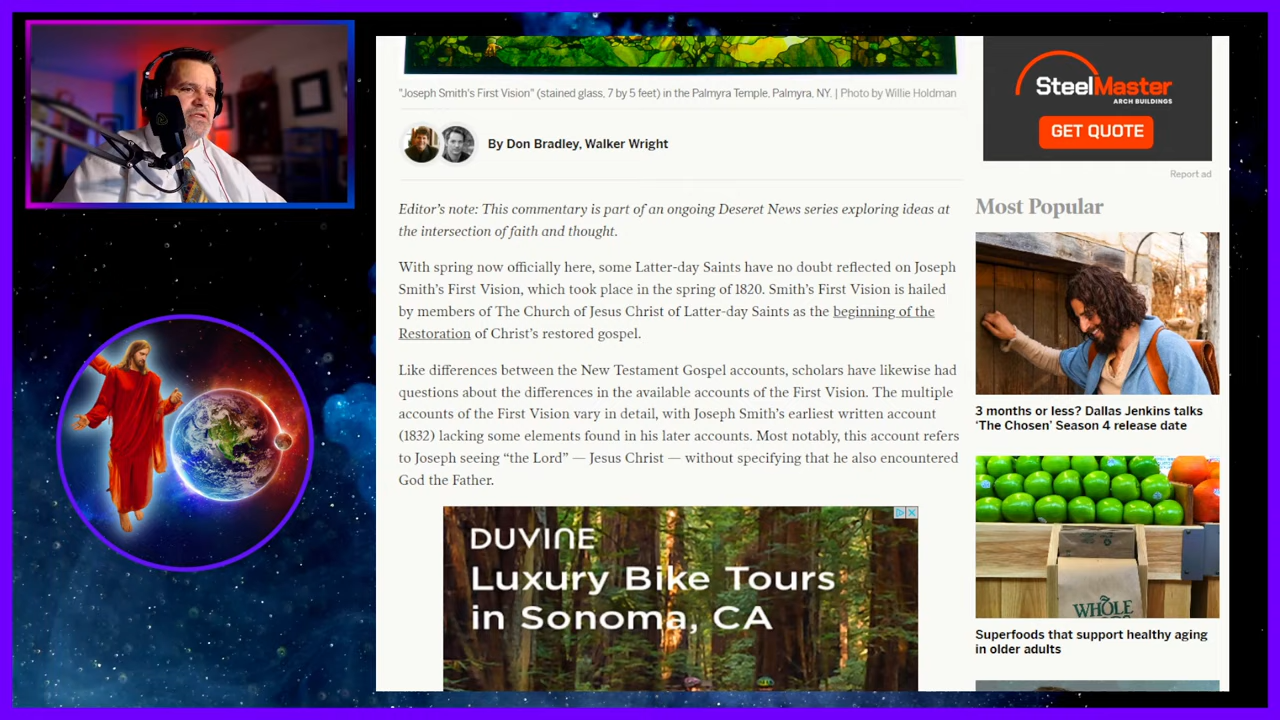 "Joseph Smith's First Vision" (stained glass, 7 by 5 feet) in the Palmyra Temple, Palmyra, NY. | Photo by Willie Holdman
By Don Bradley, Walker Wright
Editor's note: This commentary is part of an ongoing Deseret News series exploring ideas at
the intersection of faith and thought.
With spring now officially here, some Latter-day Saints have no doubt reflected on Joseph
Smith's First Vision, which took place in the spring of 1820. Smith's First Vision is hailed
by members of The Church of Jesus Christ of Latter-day Saints as the beginning of the
Restoration of Christ's restored gospel.
Like differences between the New Testament Gospel accounts, scholars have likewise had
questions about the differences in the available accounts of the First Vision. The multiple
accounts of the First Vision vary in detail, with Joseph Smith's earliest written account
(1832) lacking some elements found in his later accounts. Most notably, this account refers
to Joseph seeing “the Lord” — Jesus Christ — without specifying that he also encountered
God the Father.
DUVINE
Luxury Bike Tours
in Sonoma, CA
SteelMaster
ARCH BUILDINGS
GET QUOTE
Report ad
Most Popular
3 months or less? Dallas Jenkins talks
‘The Chosen’ Season 4 release date
WHOLE
Superfoods that support healthy aging
in older adults